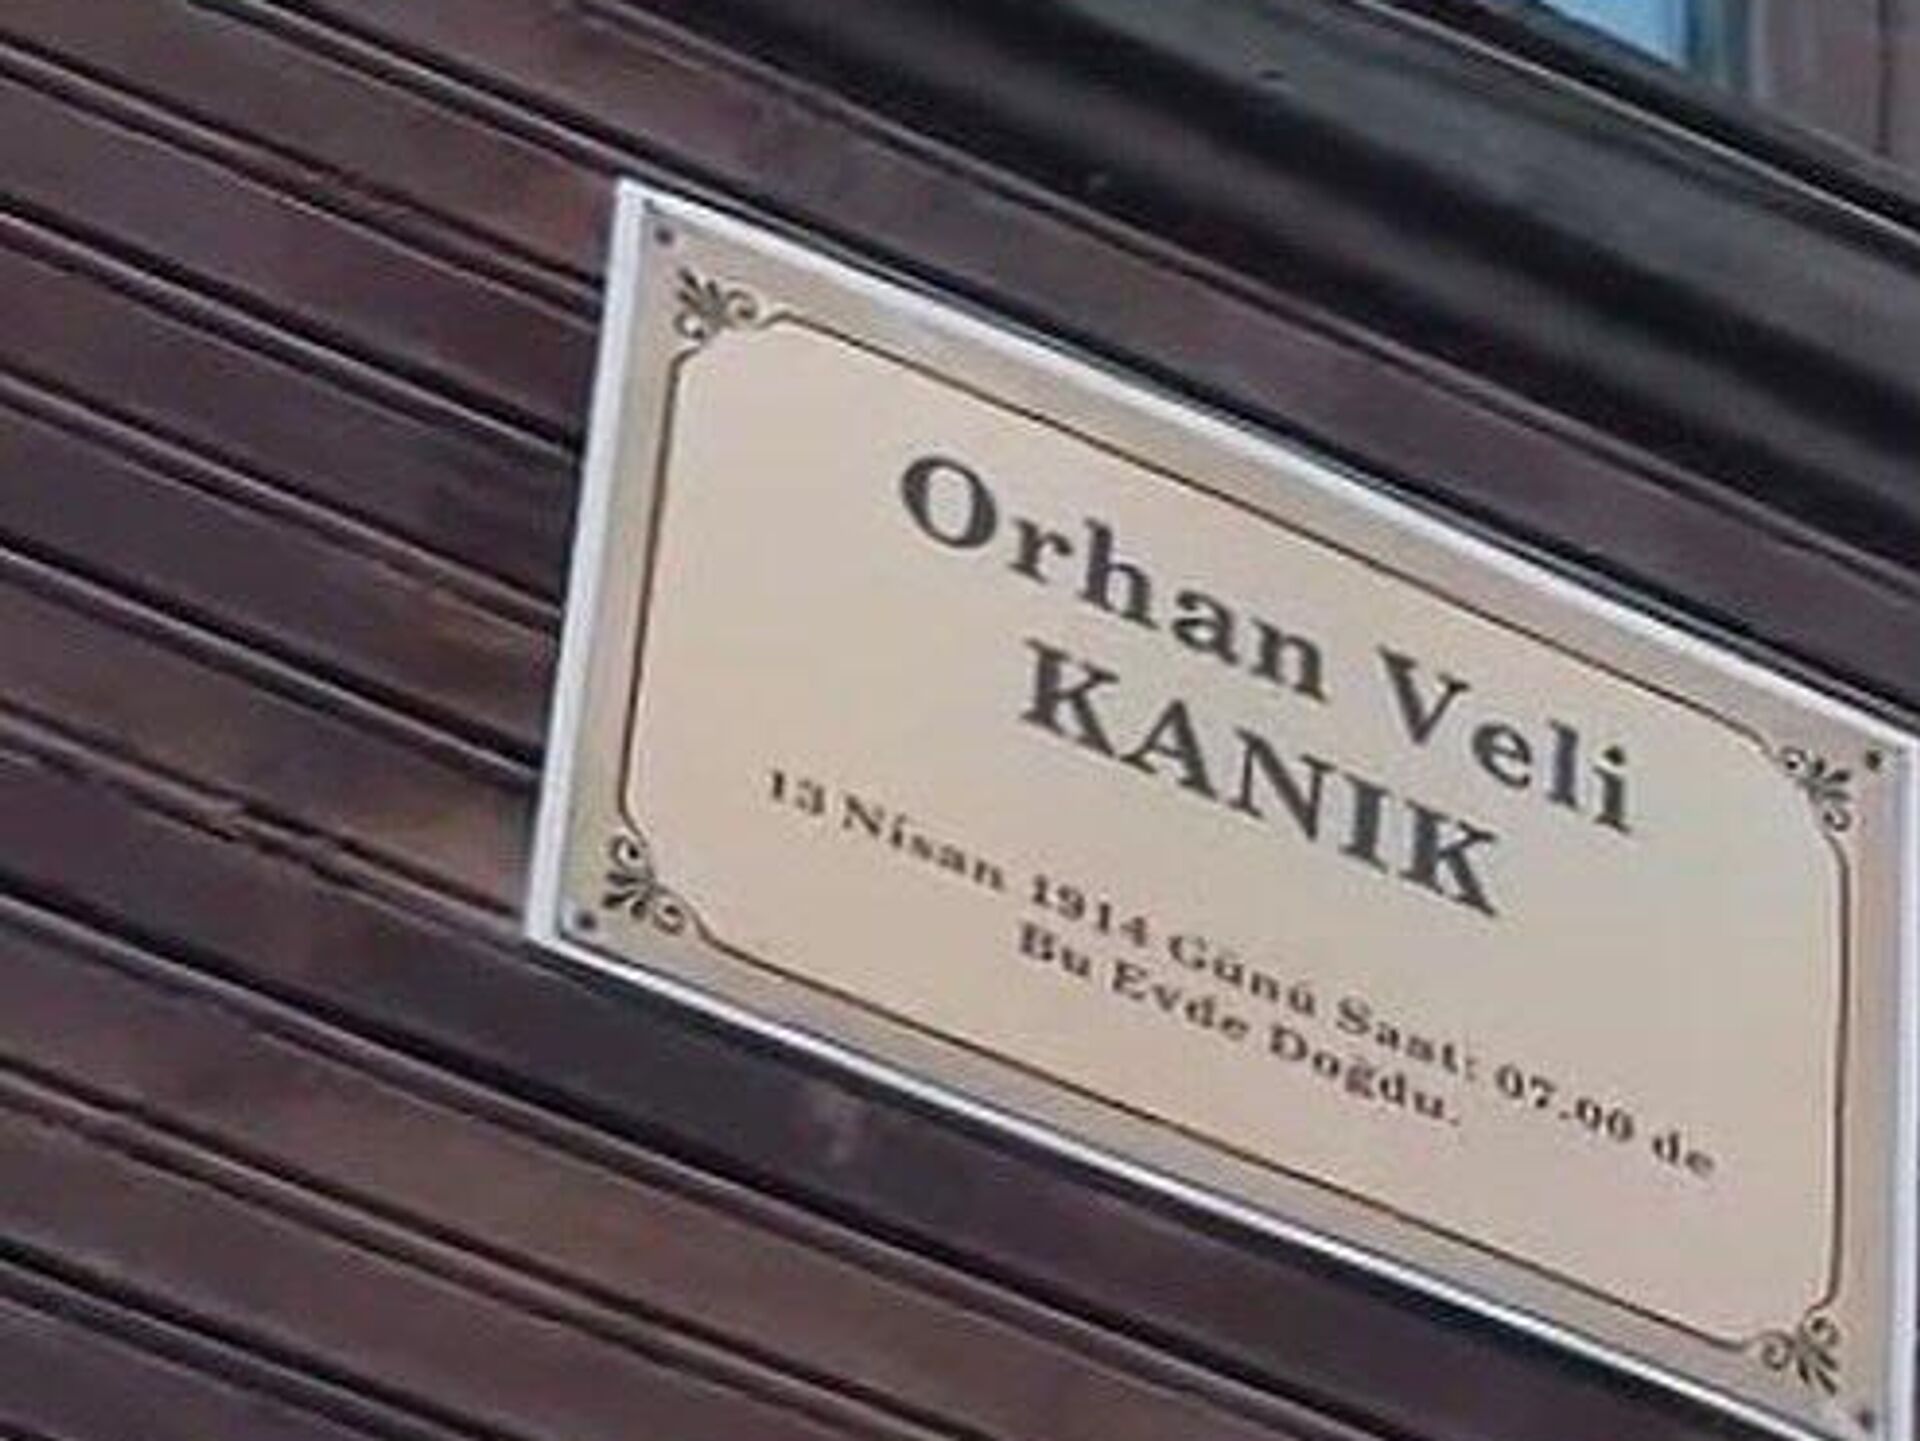 Orhan Veli
KANIK
13 Nisan 1914 Günü Saat: 07.00 de
Bu Evde Doğdu.